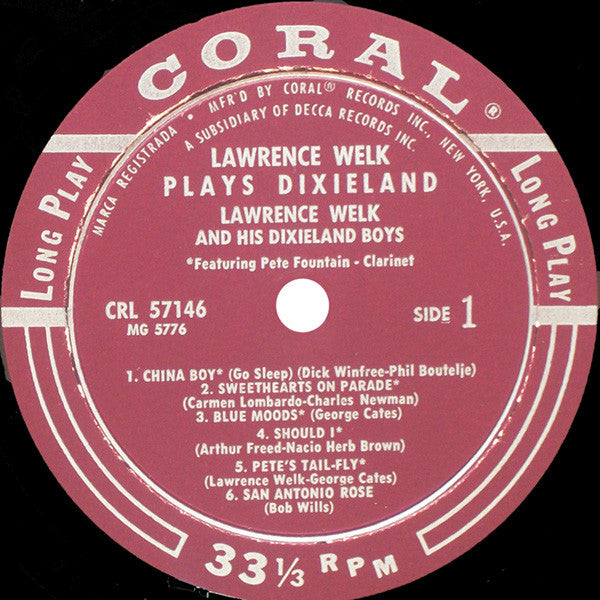 CORAL®
MARCA REGISTRADA • MFR'D BY CORAL® RECORDS INC., NEW YORK, U.S.A.
A SUBSIDIARY OF DECCA RECORDS INC.
LONG PLAY
LONG PLAY
LAWRENCE WELK
PLAYS DIXIELAND
LAWRENCE WELK
AND HIS DIXIELAND BOYS
*Featuring Pete Fountain - Clarinet
CRL 57146
MG 5776
SIDE 1
1. CHINA BOY* (Go Sleep) (Dick Winfree-Phil Boutelje)
2. SWEETHEARTS ON PARADE*
(Carmen Lombardo-Charles Newman)
3. BLUE MOODS* (George Cates)
4. SHOULD I*
(Arthur Freed-Nacio Herb Brown)
5. PETE'S TAIL-FLY*
(Lawrence Welk-George Cates)
6. SAN ANTONIO ROSE
(Bob Wills)
33 1/3 RPM